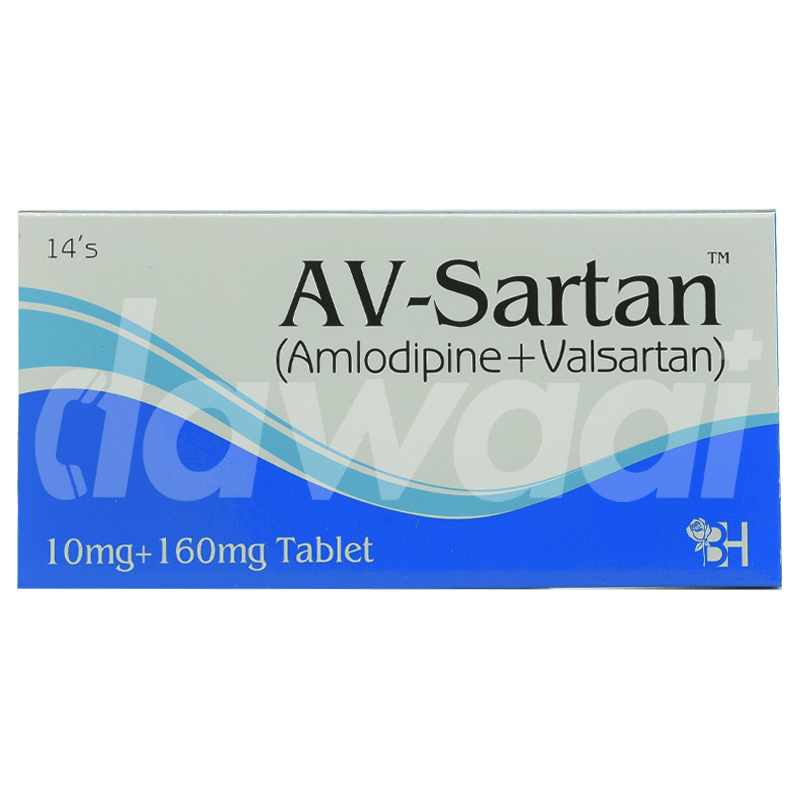 14's
AV-Sartan™
(Amlodipine+Valsartan)
dawaai+
10mg+160mg Tablet
BH